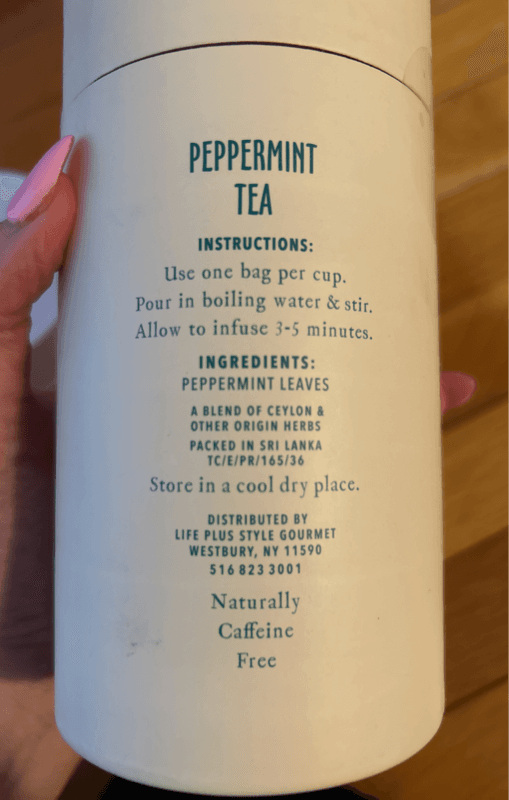 PEPPERMINT
TEA
INSTRUCTIONS:
Use one bag per cup.
Pour in boiling water & stir.
Allow to infuse 3-5 minutes.
INGREDIENTS:
PEPPERMINT LEAVES
A BLEND OF CEYLON &
OTHER ORIGIN HERBS
PACKED IN SRI LANKA
TC/E/PR/165/36
Store in a cool dry place.
DISTRIBUTED BY
LIFE PLUS STYLE GOURMET
WESTBURY, NY 11590
516 823 3001
Naturally
Caffeine
Free